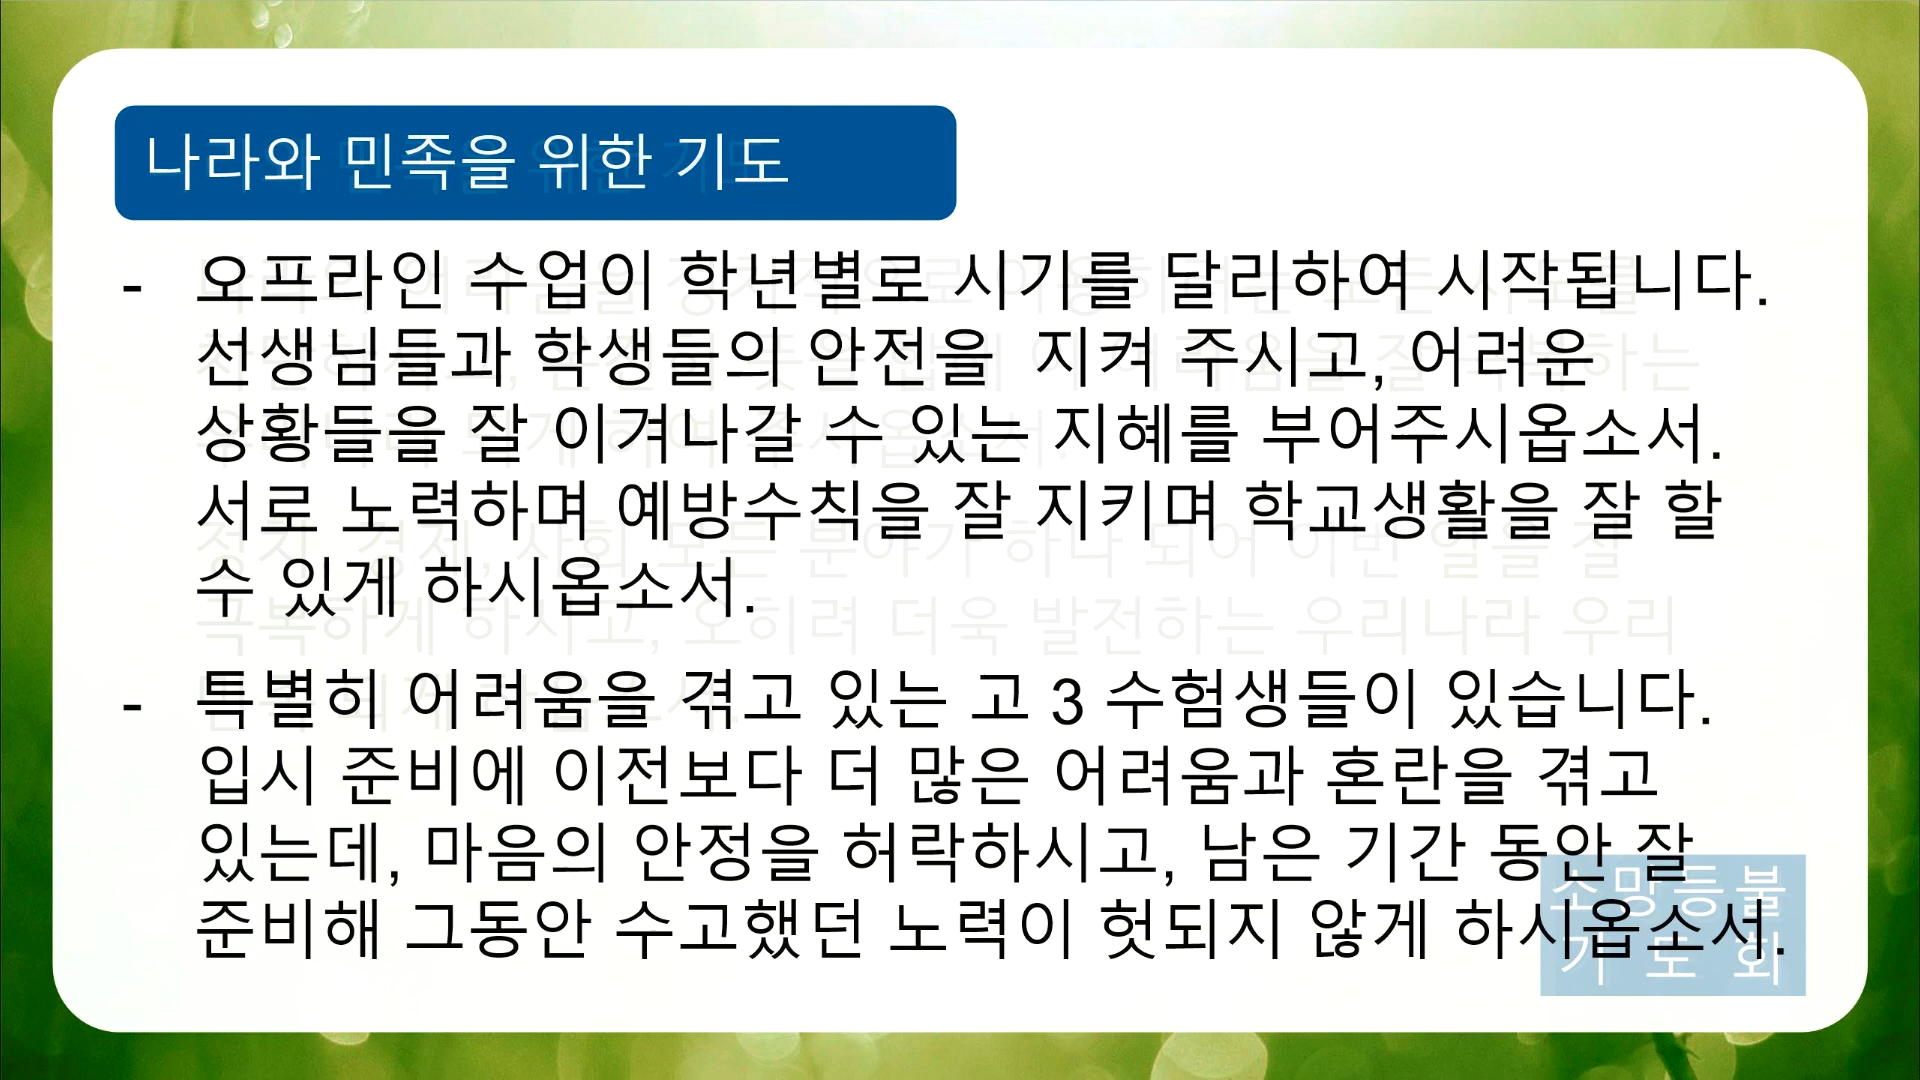 나라와 민족을 위한 기도
- 오프라인 수업이 학년별로 시기를 달리하여 시작됩니다.
선생님들과 학생들의 안전을 지켜 주시고, 어려운
상황들을 잘 이겨나갈 수 있는 지혜를 부어주시옵소서.
서로 노력하며 예방수칙을 잘 지키며 학교생활을 잘 할
수 있게 하시옵소서.
- 특별히 어려움을 겪고 있는 고 3 수험생들이 있습니다.
입시 준비에 이전보다 더 많은 어려움과 혼란을 겪고
있는데, 마음의 안정을 허락하시고, 남은 기간 동안 잘
준비해 그동안 수고했던 노력이 헛되지 않게 하시옵소서.
소망등불
기 도 회